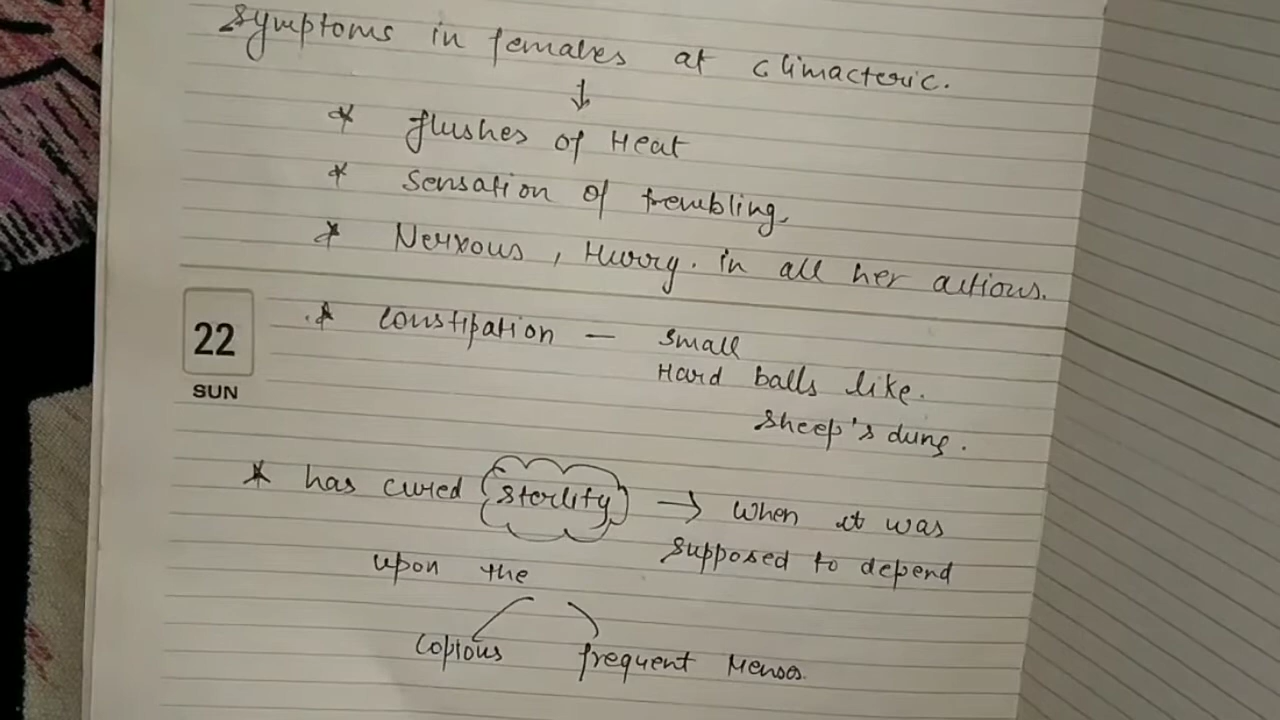 Symptoms in females at climacteric.
↓
* flushes of Heat
* Sensation of trembling,
* Nervous, Hurry. in all her actions.
22
SUN
* constipation — small
Hard balls like.
sheep's dung.
* has cured sterlity → when it was
supposed to depend
upon the
copious frequent Menses.